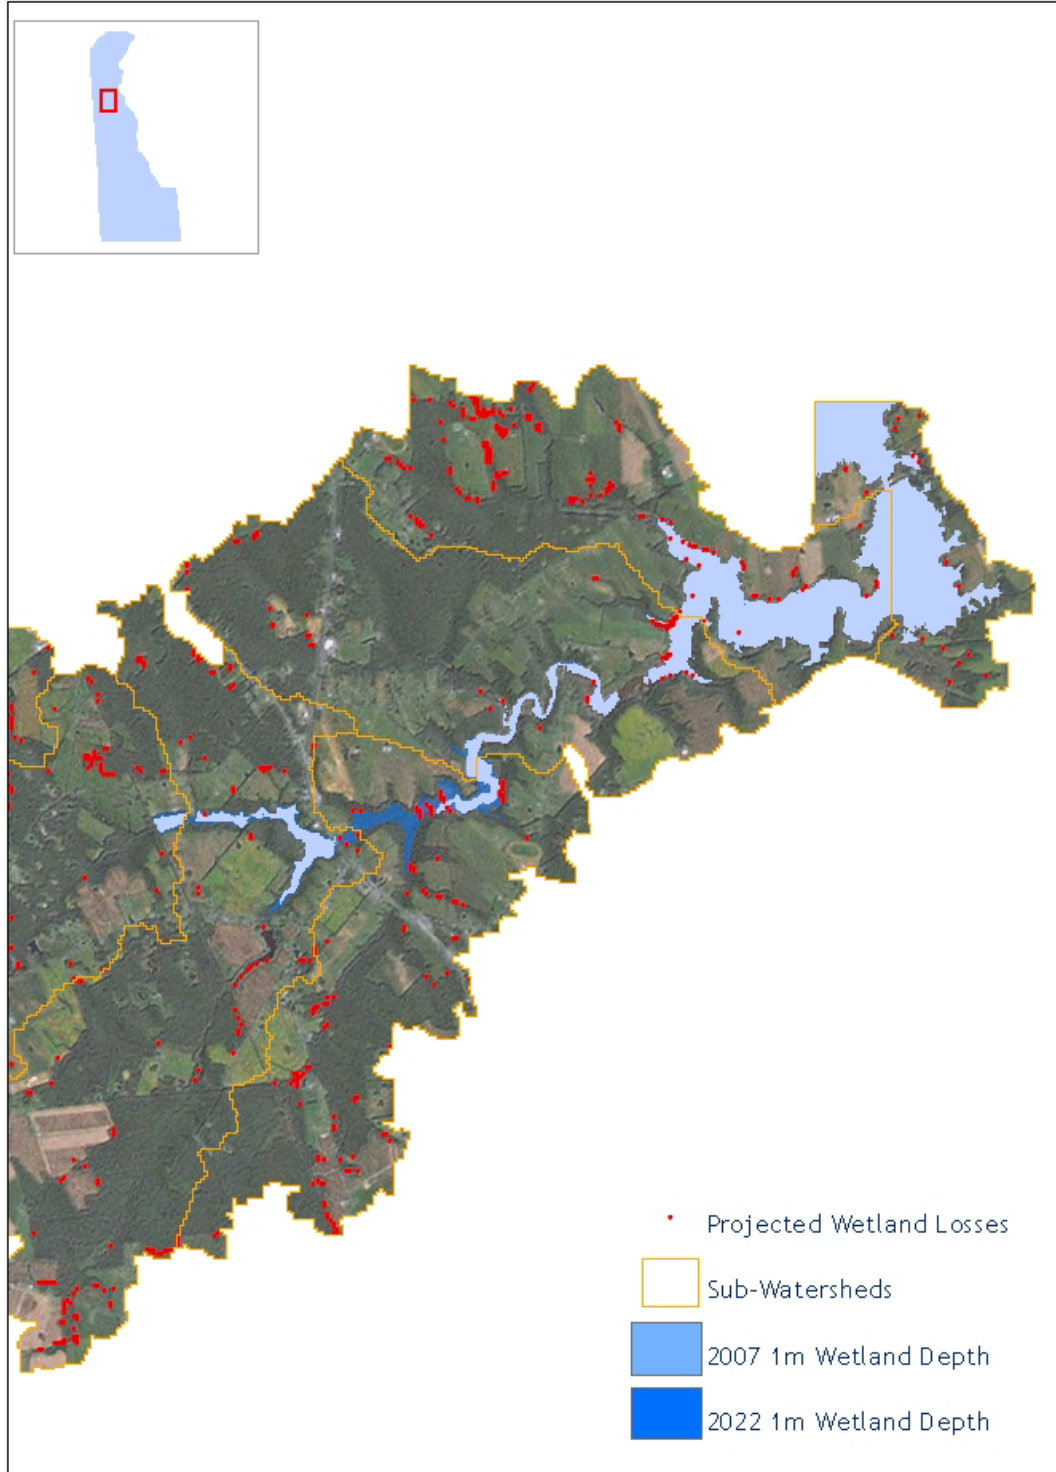 Projected Wetland Losses
Sub-Watersheds
2007 1m Wetland Depth
2022 1m Wetland Depth